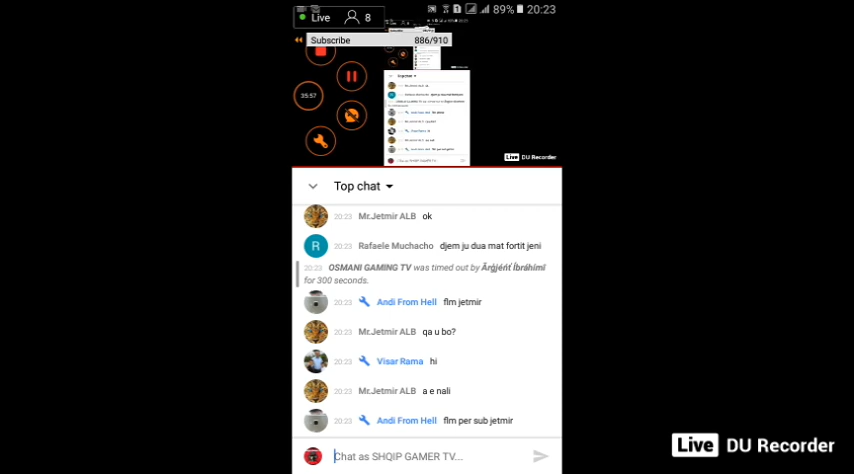 89% 20:23
Live 8
Subscribe 886/910
35:57
Top chat
Live DU Recorder
Top chat
20:23 Mr.Jetmir ALB ok
R 20:23 Rafaele Muchacho djem ju dua mat fortit jeni
20:23 OSMANI GAMING TV was timed out by Ãrģjéńť Íbráhímí
for 300 seconds.
20:23 Andi From Hell flm jetmir
20:23 Mr.Jetmir ALB qa u bo?
20:23 Visar Rama hi
20:23 Mr.Jetmir ALB a e nali
20:23 Andi From Hell flm per sub jetmir
Chat as SHQIP GAMER TV...
Live DU Recorder